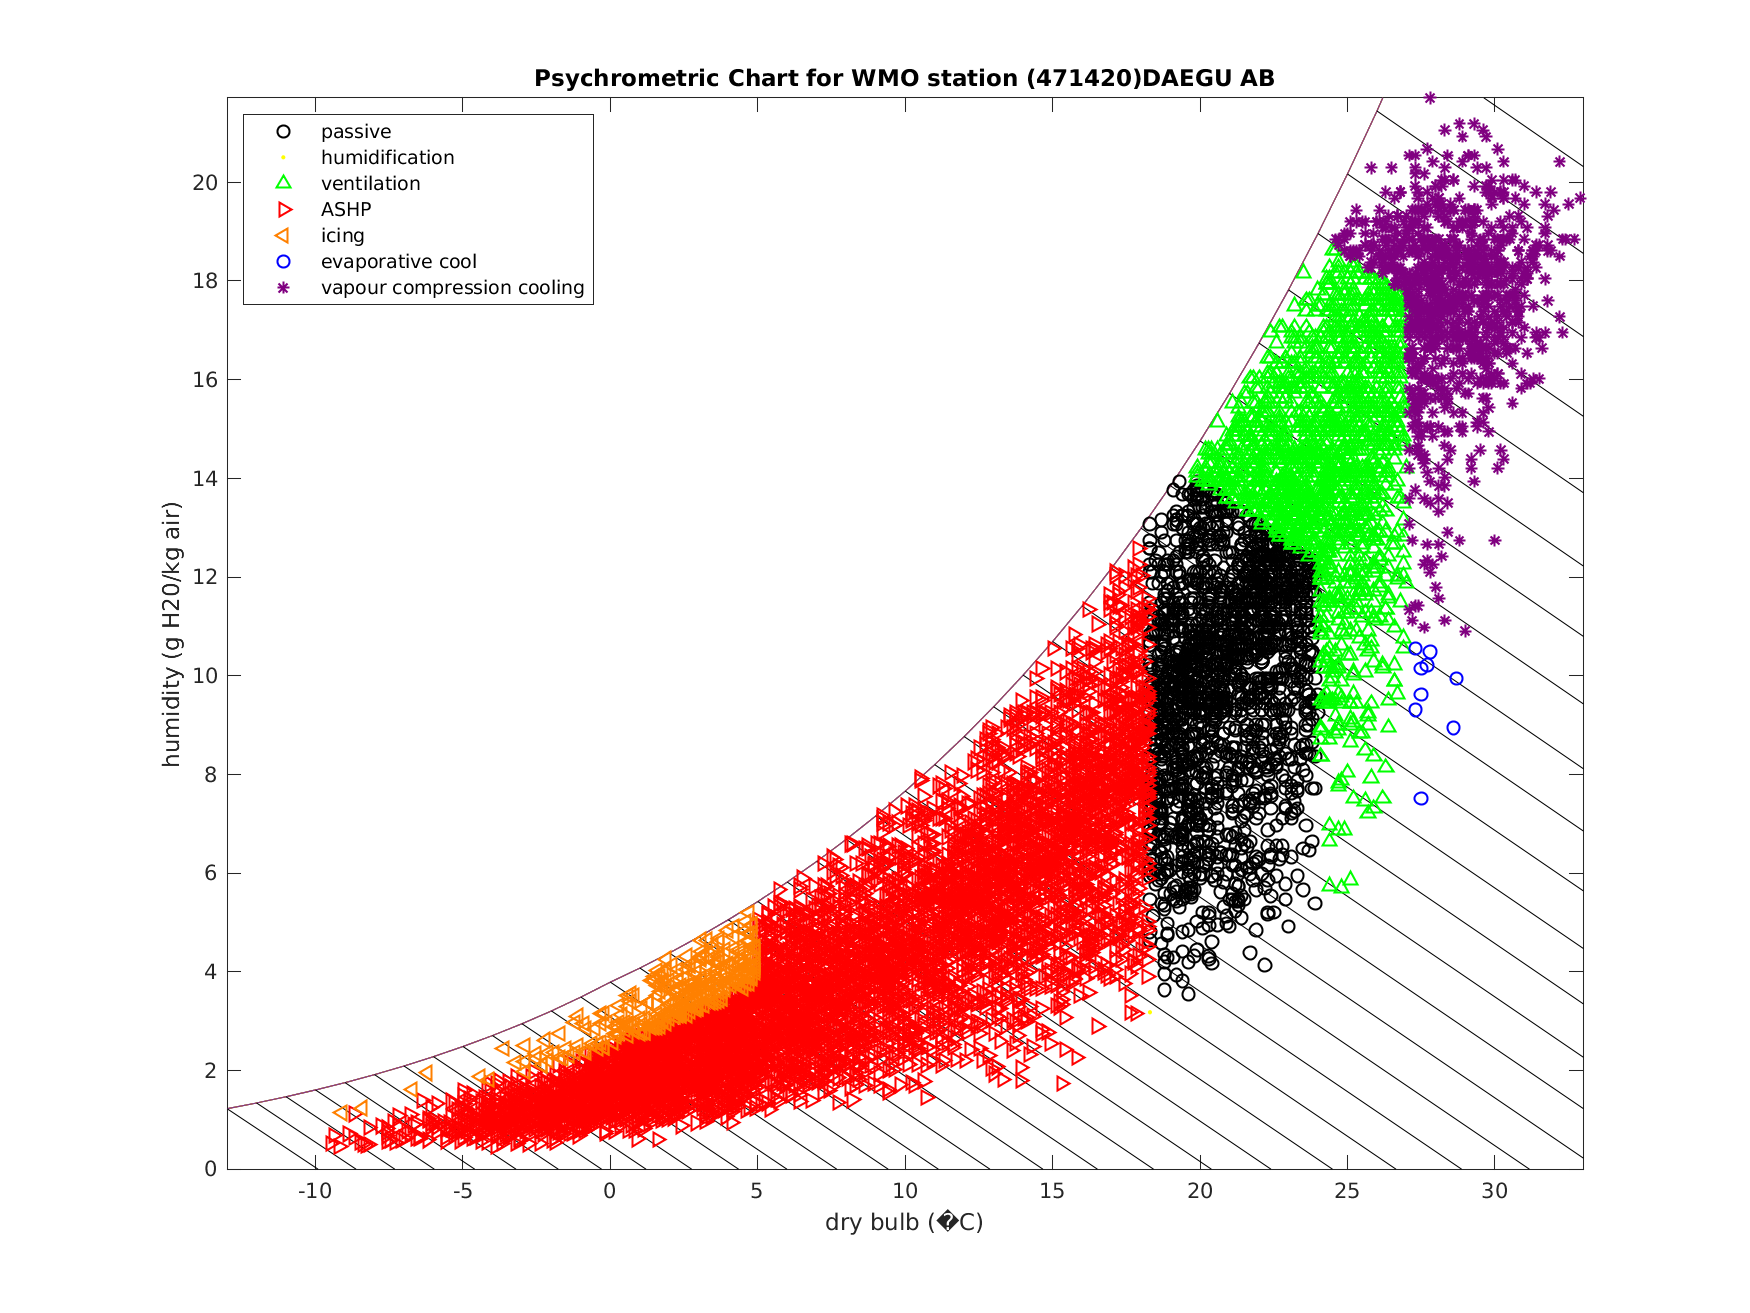 Psychrometric Chart for WMO station (471420)DAEGU AB
passive
humidification
ventilation
ASHP
icing
evaporative cool
vapour compression cooling
humidity (g H20/kg air)
20
18
16
14
12
10
8
6
4
2
0
-10 -5 0 5 10 15 20 25 30
dry bulb (�C)